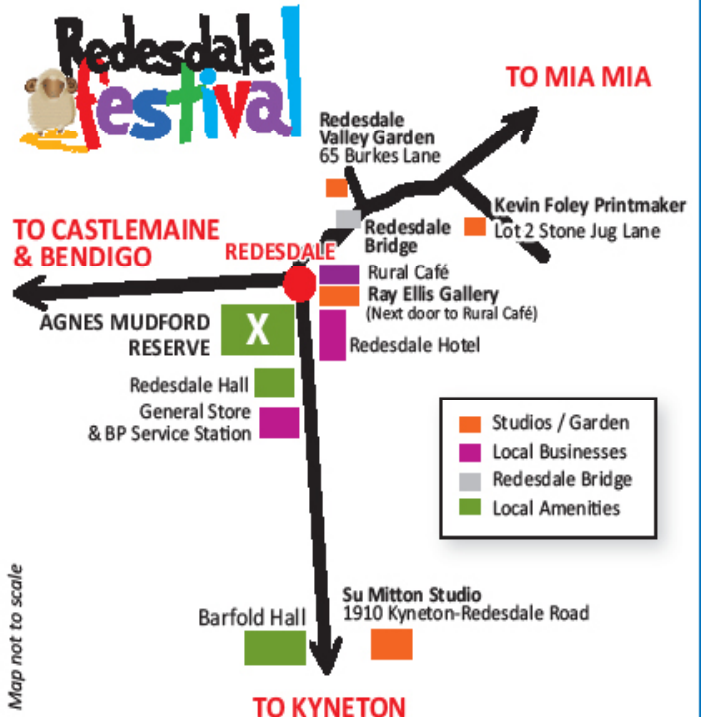 Redesdale
festival
TO MIA MIA
Redesdale
Valley Garden
65 Burkes Lane
Kevin Foley Printmaker
Lot 2 Stone Jug Lane
TO CASTLEMAINE
& BENDIGO
REDESDALE
Redesdale
Bridge
Rural Café
Ray Ellis Gallery
(Next door to Rural Café)
AGNES MUDFORD
RESERVE
X
Redesdale Hotel
Redesdale Hall
General Store
& BP Service Station
Studios / Garden
Local Businesses
Redesdale Bridge
Local Amenities
Map not to scale
Su Mitton Studio
1910 Kyneton-Redesdale Road
Barfold Hall
TO KYNETON